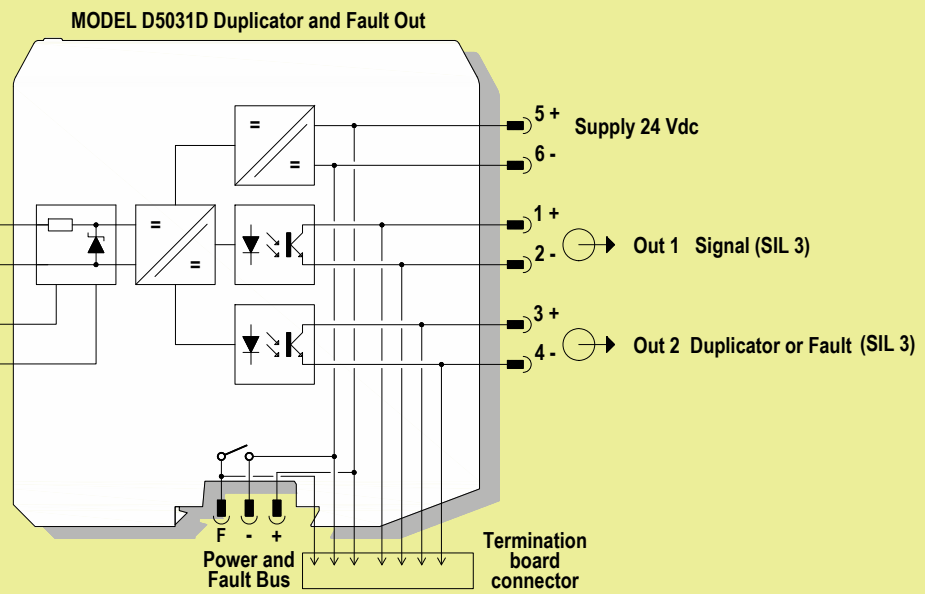 MODEL D5031D Duplicator and Fault Out
=
=
5 +
Supply 24 Vdc
6 -
=
=
1 +
2 -
Out 1 Signal (SIL 3)
3 +
4 -
Out 2 Duplicator or Fault (SIL 3)
F - +
Power and
Fault Bus
Termination
board
connector